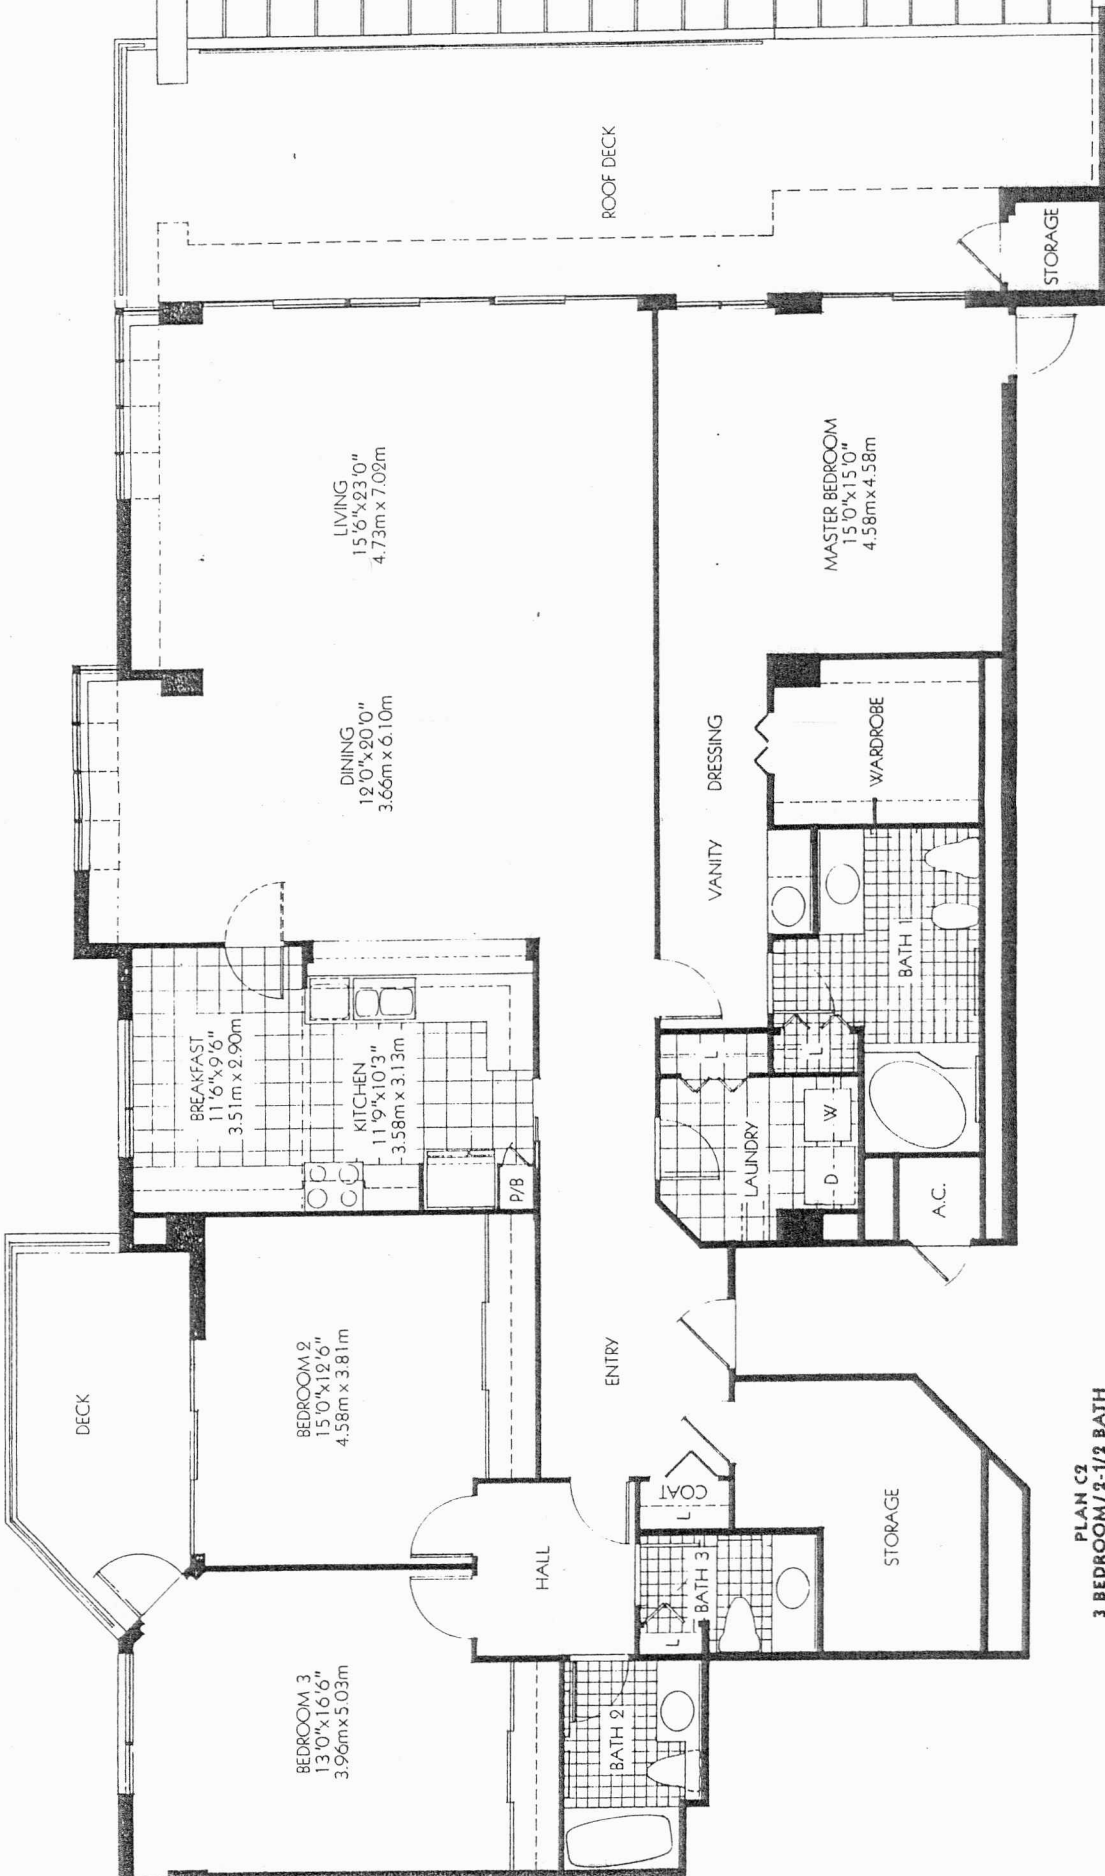 ROOF DECK
STORAGE
LIVING
15'6"x23'0"
4.73m x 7.02m
MASTER BEDROOM
15'0"x15'0"
4.58m x 4.58m
DINING
12'0"x20'0"
3.66m x 6.10m
DRESSING
VANITY
WARDROBE
BREAKFAST
11'6"x9'6"
3.51m x 2.90m
KITCHEN
11'9"x10'3"
3.58m x 3.13m
P/B
BATH 1
L
L
LAUNDRY
D
W
A.C.
DECK
BEDROOM 2
15'0"x12'6"
4.58m x 3.81m
ENTRY
COAT
L
HALL
BATH 3
L
STORAGE
BEDROOM 3
13'0"x16'6"
3.96m x 5.03m
BATH 2
PLAN C2
3 BEDROOM/2-1/2 BATH